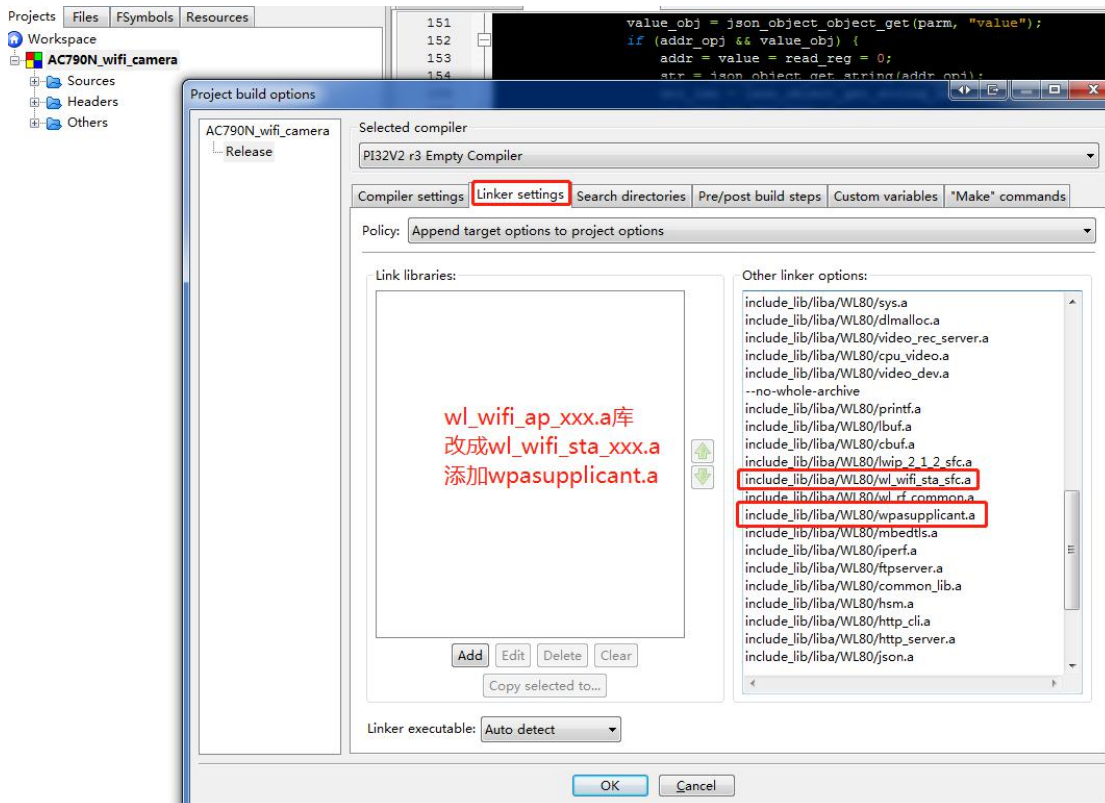 Projects Files FSymbols Resources
Workspace
AC790N_wifi_camera
Sources
Headers
Others
151 value_obj = json_object_object_get(parm, "value");
152 if (addr_opj && value_obj) {
153 addr = value = read_reg = 0;
154 str = json_object_get_string(addr_opj);
Project build options
AC790N_wifi_camera
Release
Selected compiler
PI32V2 r3 Empty Compiler
Compiler settings Linker settings Search directories Pre/post build steps Custom variables "Make" commands
Policy: Append target options to project options
Link libraries:
wl_wifi_ap_xxx.a库
改成wl_wifi_sta_xxx.a
添加wpasupplicant.a
Add Edit Delete Clear
Copy selected to...
Other linker options:
include_lib/liba/WL80/sys.a
include_lib/liba/WL80/dlmalloc.a
include_lib/liba/WL80/video_rec_server.a
include_lib/liba/WL80/cpu_video.a
include_lib/liba/WL80/video_dev.a
--no-whole-archive
include_lib/liba/WL80/printf.a
include_lib/liba/WL80/lbuf.a
include_lib/liba/WL80/cbuf.a
include_lib/liba/WL80/lwip_2_1_2_sfc.a
include_lib/liba/WL80/wl_wifi_sta_sfc.a
include_lib/liba/WL80/wl_rf_common.a
include_lib/liba/WL80/wpasupplicant.a
include_lib/liba/WL80/mbedtls.a
include_lib/liba/WL80/iperf.a
include_lib/liba/WL80/ftpserver.a
include_lib/liba/WL80/common_lib.a
include_lib/liba/WL80/hsm.a
include_lib/liba/WL80/http_cli.a
include_lib/liba/WL80/http_server.a
include_lib/liba/WL80/json.a
Linker executable: Auto detect
OK Cancel